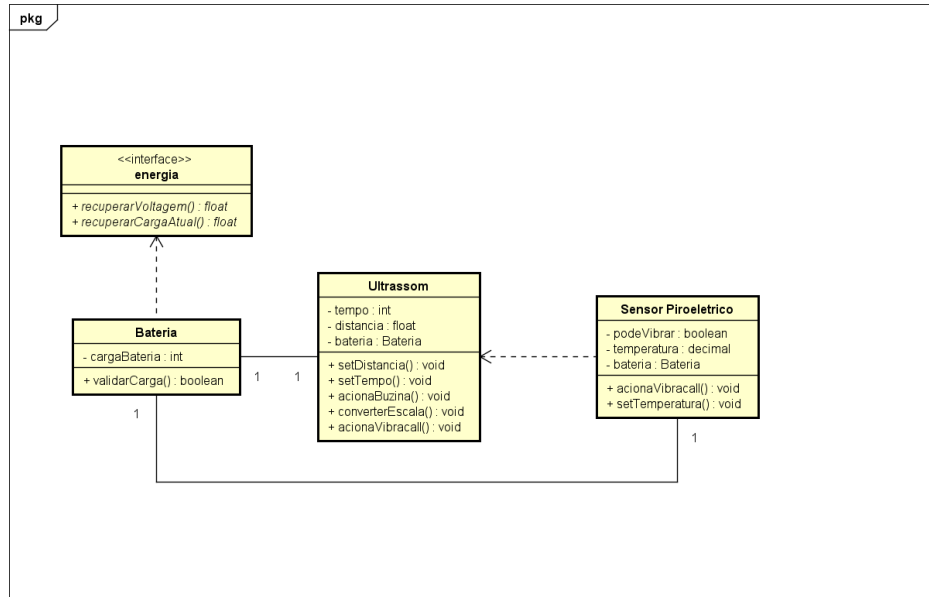 pkg
<<interface>>
energia
+ recuperarVoltagem() : float
+ recuperarCargaAtual() : float
Bateria
- cargaBateria : int
+ validarCarga() : boolean
1
1
1
Ultrassom
- tempo : int
- distancia : float
- bateria : Bateria
+ setDistancia() : void
+ setTempo() : void
+ acionaBuzina() : void
+ converterEscala() : void
+ acionaVibracall() : void
Sensor Piroeletrico
- podeVibrar : boolean
- temperatura : decimal
- bateria : Bateria
+ acionaVibracall() : void
+ setTemperatura() : void
1